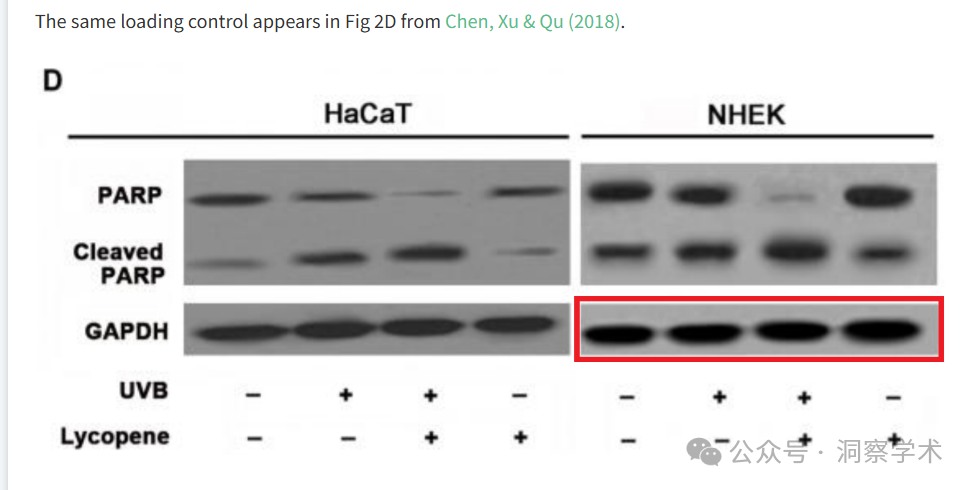 The same loading control appears in Fig 2D from Chen, Xu & Qu (2018).
D
HaCaT NHEK
PARP
Cleaved
PARP
GAPDH
UVB − + + − − + + −
Lycopene − − + + − − + +
公众号 · 洞察学术